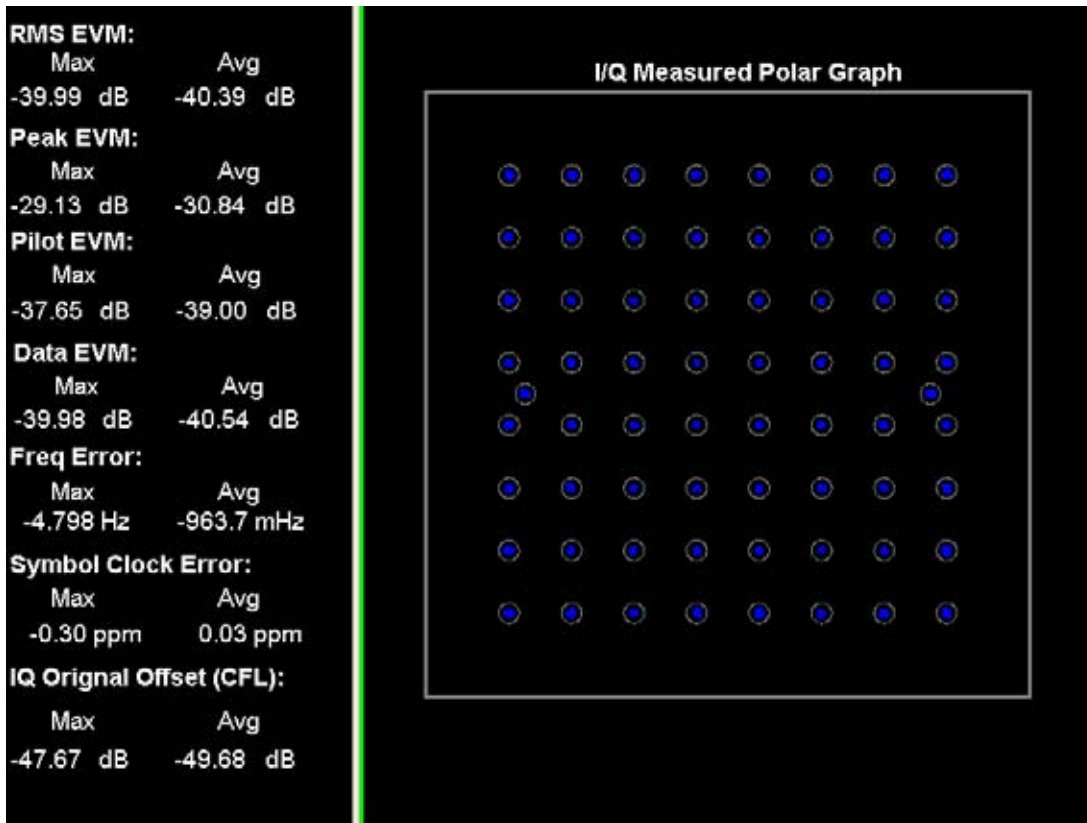 RMS EVM:
Max Avg
-39.99 dB -40.39 dB
Peak EVM:
Max Avg
-29.13 dB -30.84 dB
Pilot EVM:
Max Avg
-37.65 dB -39.00 dB
Data EVM:
Max Avg
-39.98 dB -40.54 dB
Freq Error:
Max Avg
-4.798 Hz -963.7 mHz
Symbol Clock Error:
Max Avg
-0.30 ppm 0.03 ppm
IQ Orignal Offset (CFL):
Max Avg
-47.67 dB -49.68 dB
I/Q Measured Polar Graph